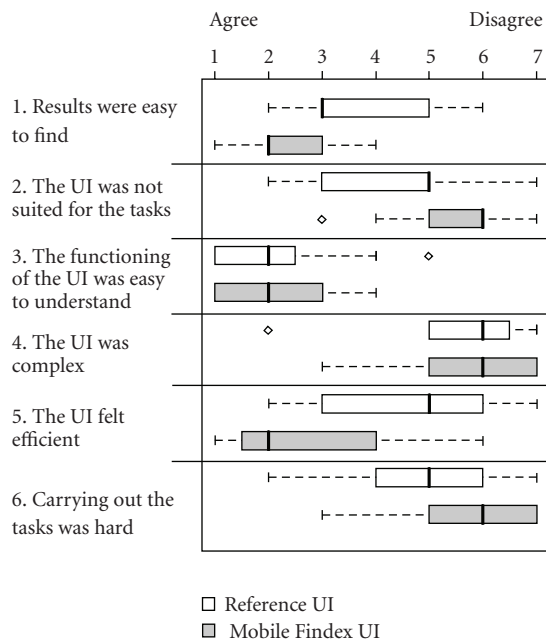 Agree Disagree
1 2 3 4 5 6 7
1. Results were easy
to find
2. The UI was not
suited for the tasks
3. The functioning
of the UI was easy
to understand
4. The UI was
complex
5. The UI felt
efficient
6. Carrying out the
tasks was hard
Reference UI
Mobile Findex UI